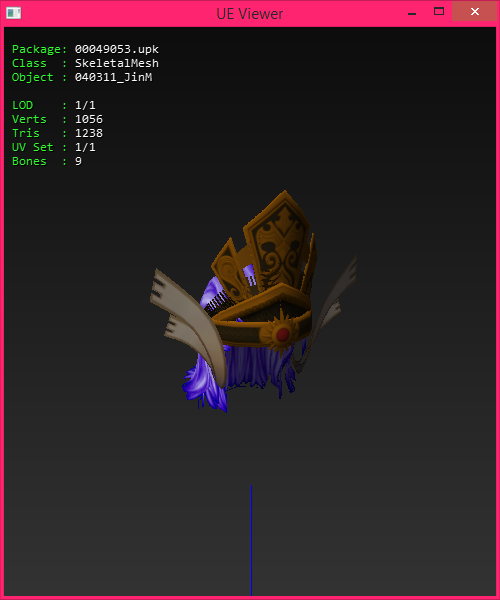 UE Viewer
Package: 00049053.upk
Class : SkeletalMesh
Object : 040311_JinM
LOD : 1/1
Verts : 1056
Tris : 1238
UV Set : 1/1
Bones : 9